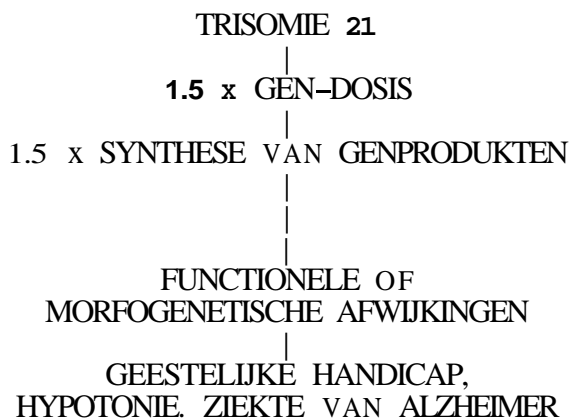 TRISOMIE 21
1.5 x GEN-DOSIS
1.5 x SYNTHESE VAN GENPRODUKTEN
FUNCTIONELE OF
MORFOGENETISCHE AFWIJKINGEN
GEESTELIJKE HANDICAP,
HYPOTONIE. ZIEKTE VAN ALZHEIMER